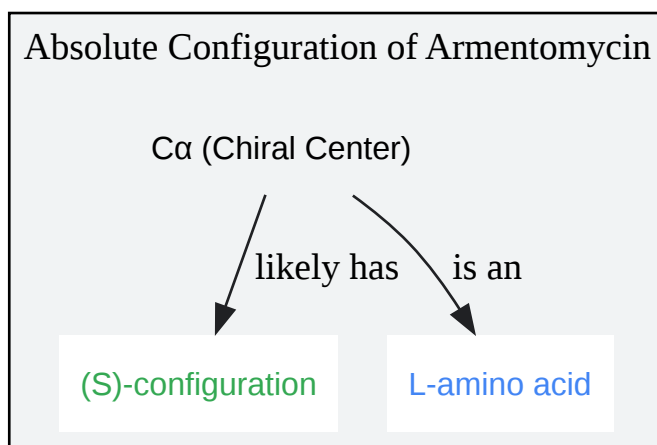 Absolute Configuration of Armentomycin
Cα (Chiral Center)
likely has
is an
(S)-configuration
L-amino acid